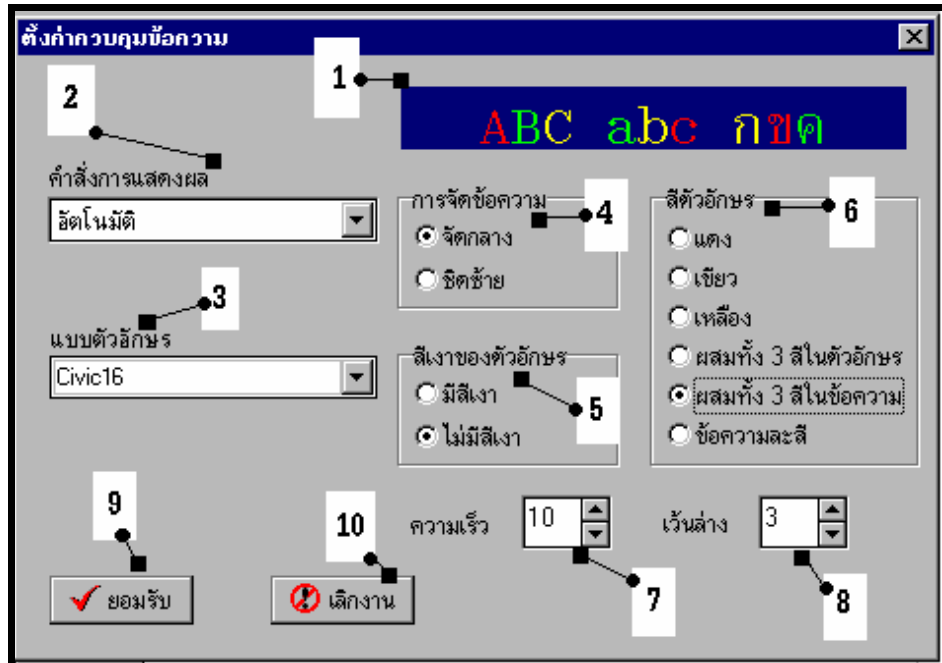 ตั้งค่าควบคุมข้อความ
1
2
ABC abc กขค
คำสั่งการแสดงผล
อัตโนมัติ
การจัดข้อความ
4
จัดกลาง
ชิดซ้าย
สีตัวอักษร
6
แดง
เขียว
เหลือง
ผสมทั้ง 3 สีในตัวอักษร
ผสมทั้ง 3 สีในข้อความ
ข้อความละสี
3
แบบตัวอักษร
Civic16
สีเงาของตัวอักษร
มีสีเงา
5
ไม่มีสีเงา
9
10
ความเร็ว
10
เว้นล่าง
3
7
8
ยอมรับ
เลิกงาน